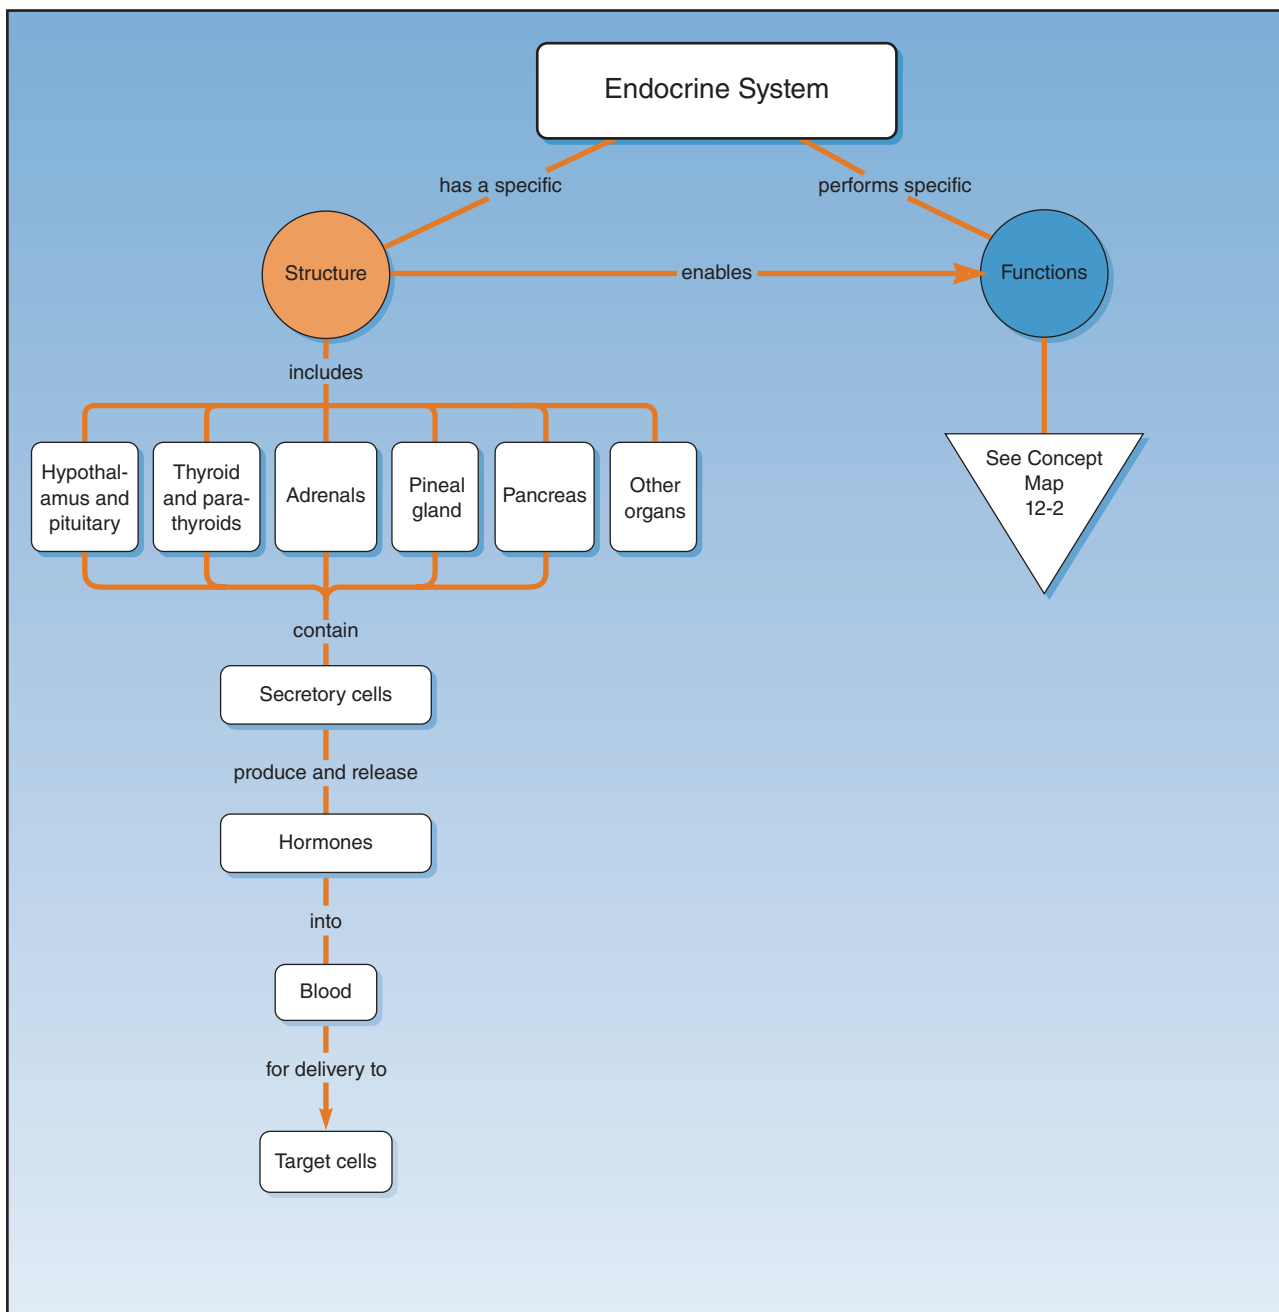 Endocrine System
has a specific
performs specific
Structure
enables
Functions
includes
Hypothal-
amus and
pituitary
Thyroid
and para-
thyroids
Adrenals
Pineal
gland
Pancreas
Other
organs
See Concept
Map
12-2
contain
Secretory cells
produce and release
Hormones
into
Blood
for delivery to
Target cells